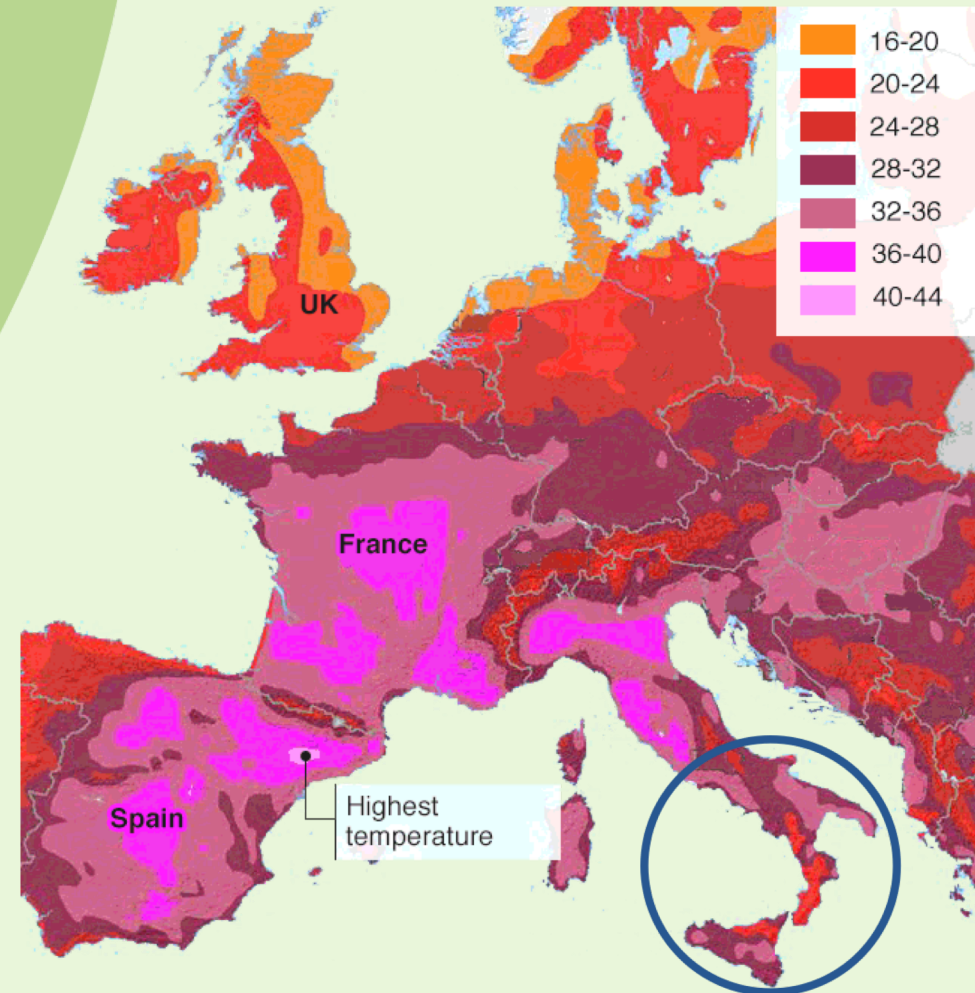 16-20
20-24
24-28
28-32
32-36
36-40
40-44
UK
France
Spain
Highest
temperature